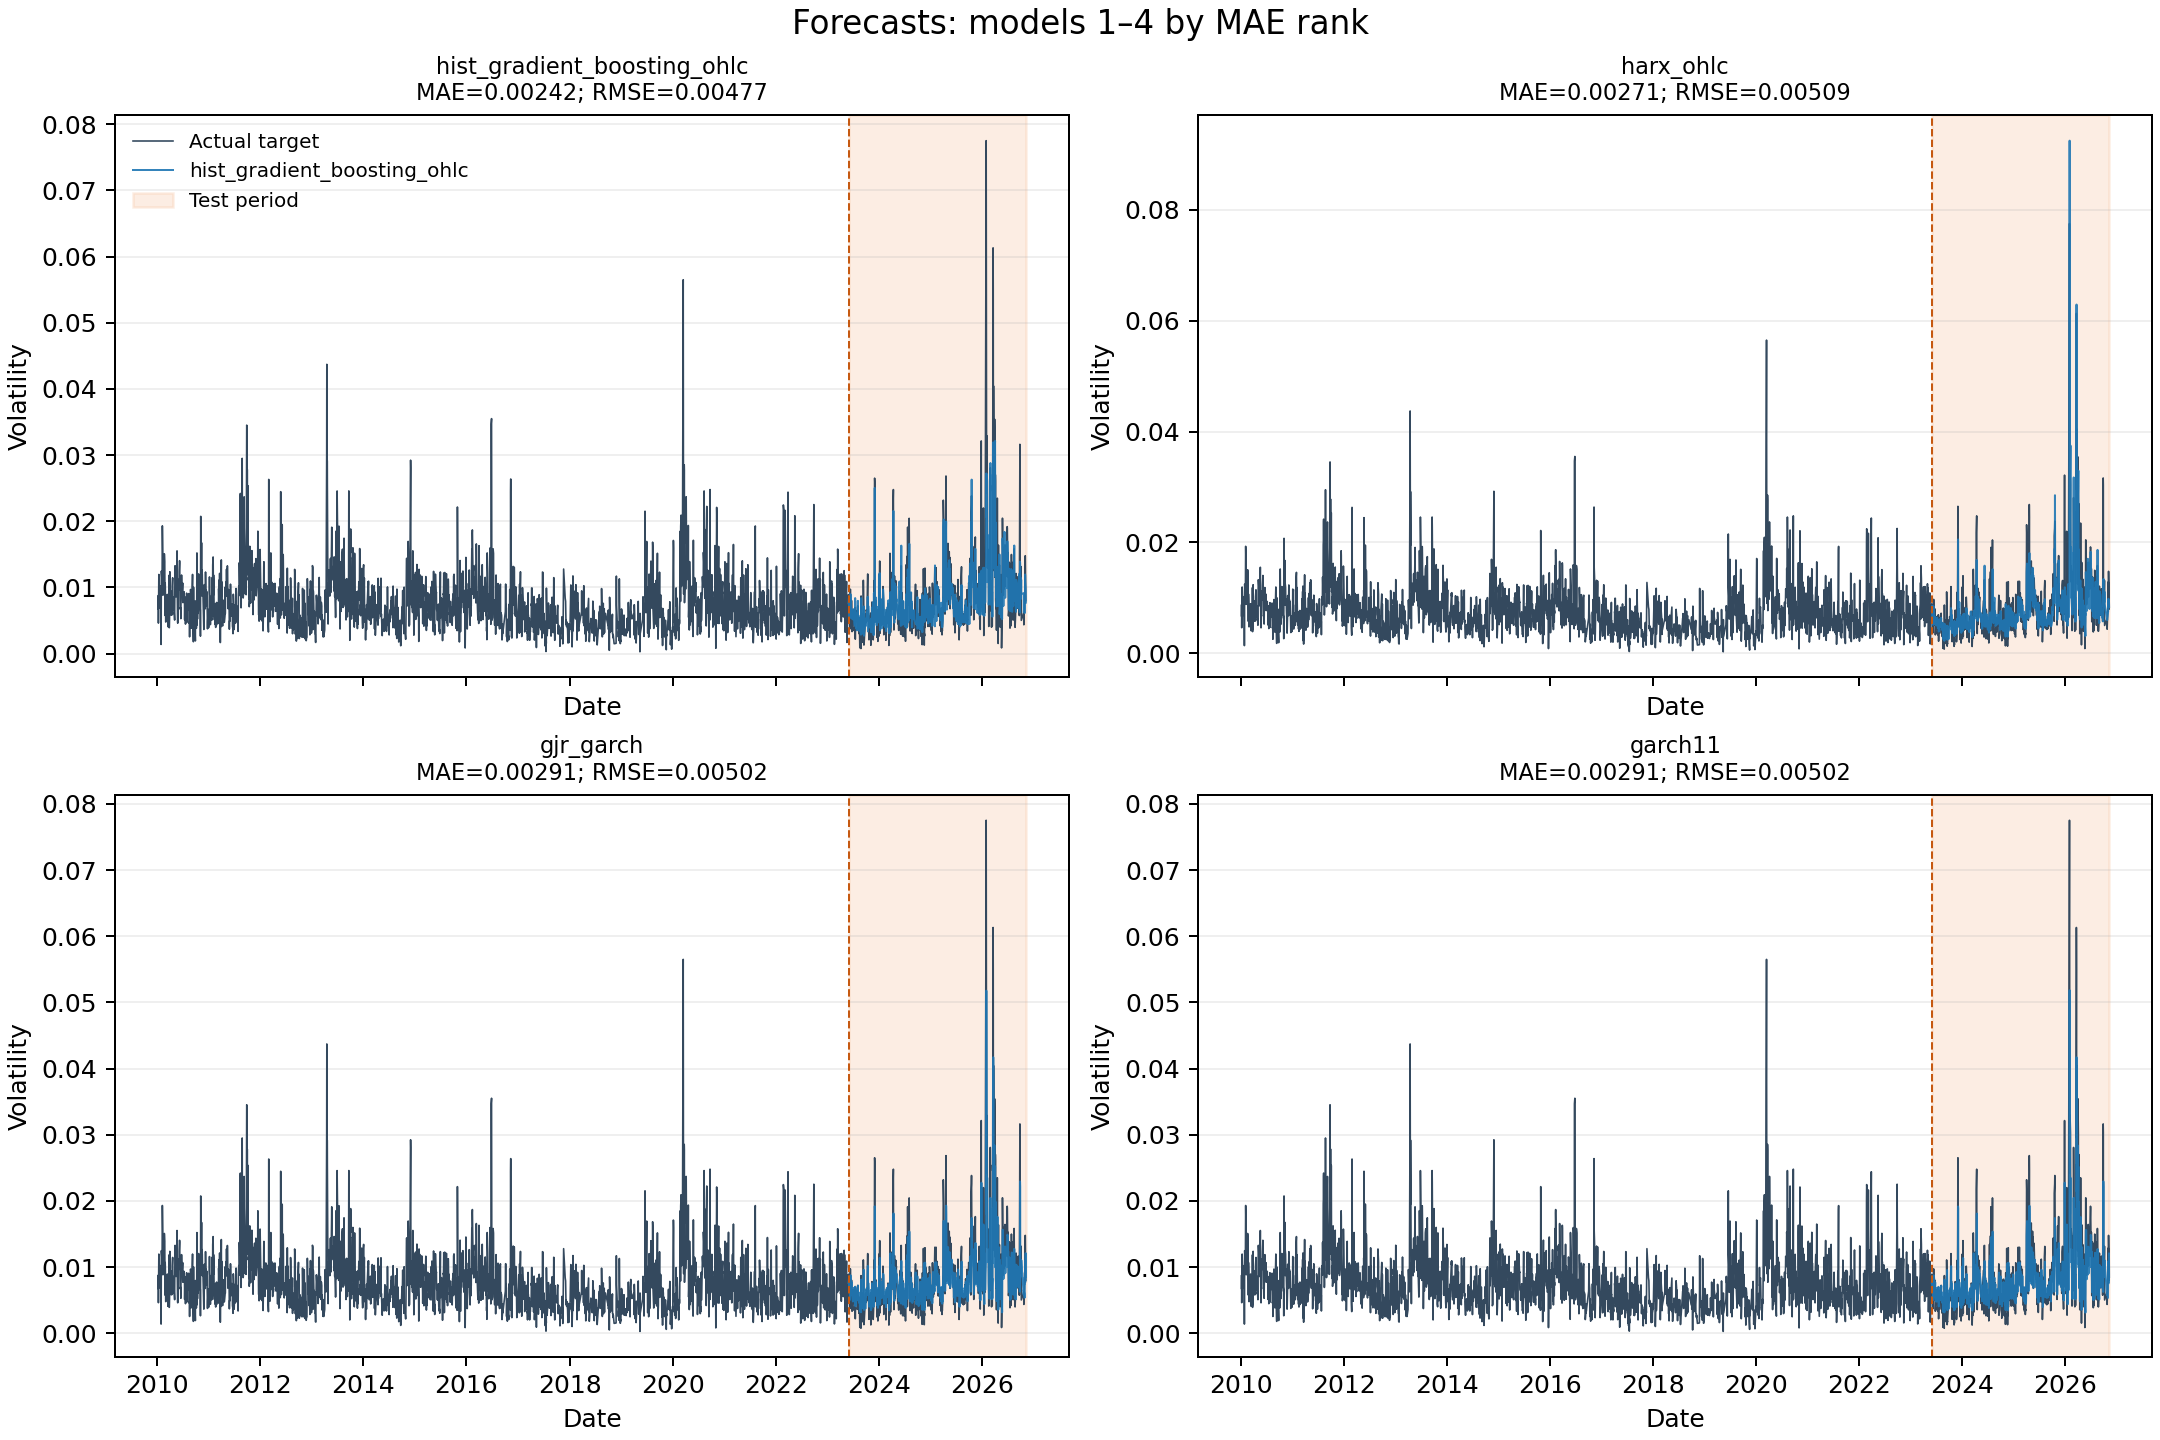 Forecasts: models 1–4 by MAE rank
hist_gradient_boosting_ohlc
MAE=0.00242; RMSE=0.00477
Actual target
hist_gradient_boosting_ohlc
Test period
0.08
0.07
0.06
0.05
0.04
0.03
0.02
0.01
0.00
Volatility
Date
harx_ohlc
MAE=0.00271; RMSE=0.00509
0.08
0.06
0.04
0.02
0.00
Volatility
Date
gjr_garch
MAE=0.00291; RMSE=0.00502
0.08
0.07
0.06
0.05
0.04
0.03
0.02
0.01
0.00
Volatility
2010 2012 2014 2016 2018 2020 2022 2024 2026
Date
garch11
MAE=0.00291; RMSE=0.00502
0.08
0.07
0.06
0.05
0.04
0.03
0.02
0.01
0.00
Volatility
2010 2012 2014 2016 2018 2020 2022 2024 2026
Date